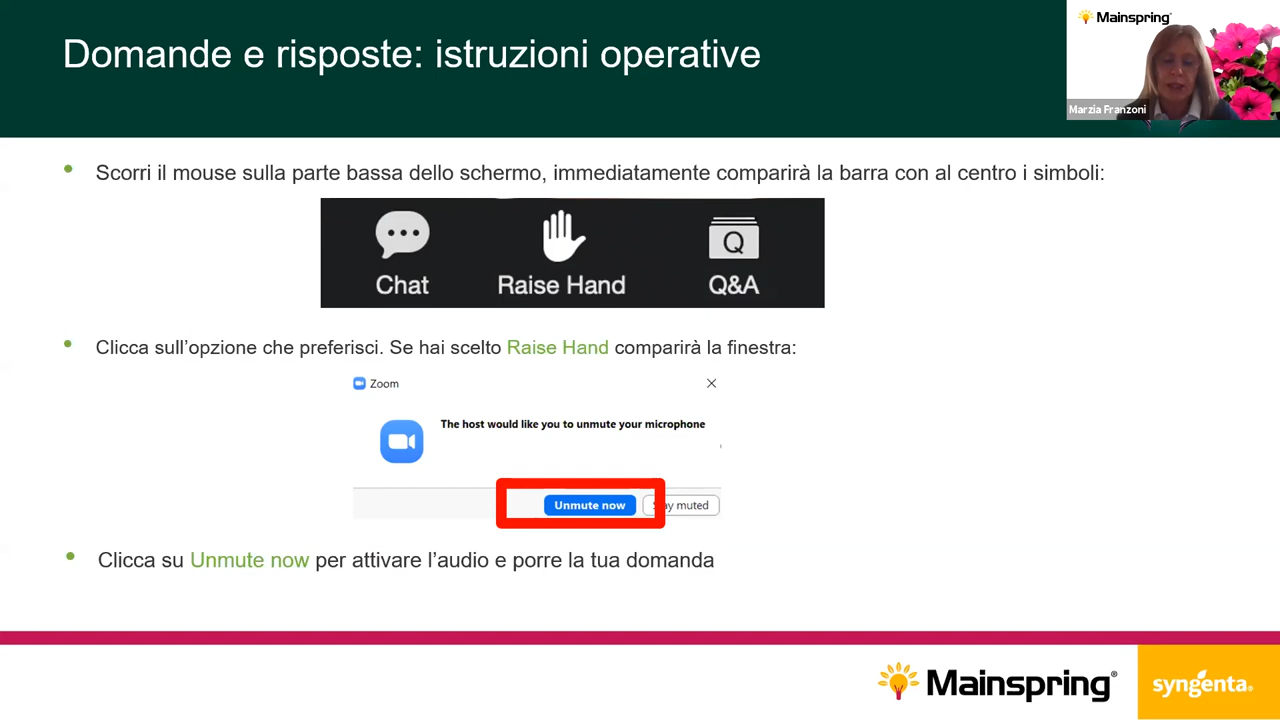 Domande e risposte: istruzioni operative
Mainspring®
Marzia Franzoni
• Scorri il mouse sulla parte bassa dello schermo, immediatamente comparirà la barra con al centro i simboli:
Chat Raise Hand Q&A
Q
• Clicca sull’opzione che preferisci. Se hai scelto Raise Hand comparirà la finestra:
Zoom
The host would like you to unmute your microphone
Unmute now muted
• Clicca su Unmute now per attivare l’audio e porre la tua domanda
Mainspring®
syngenta®